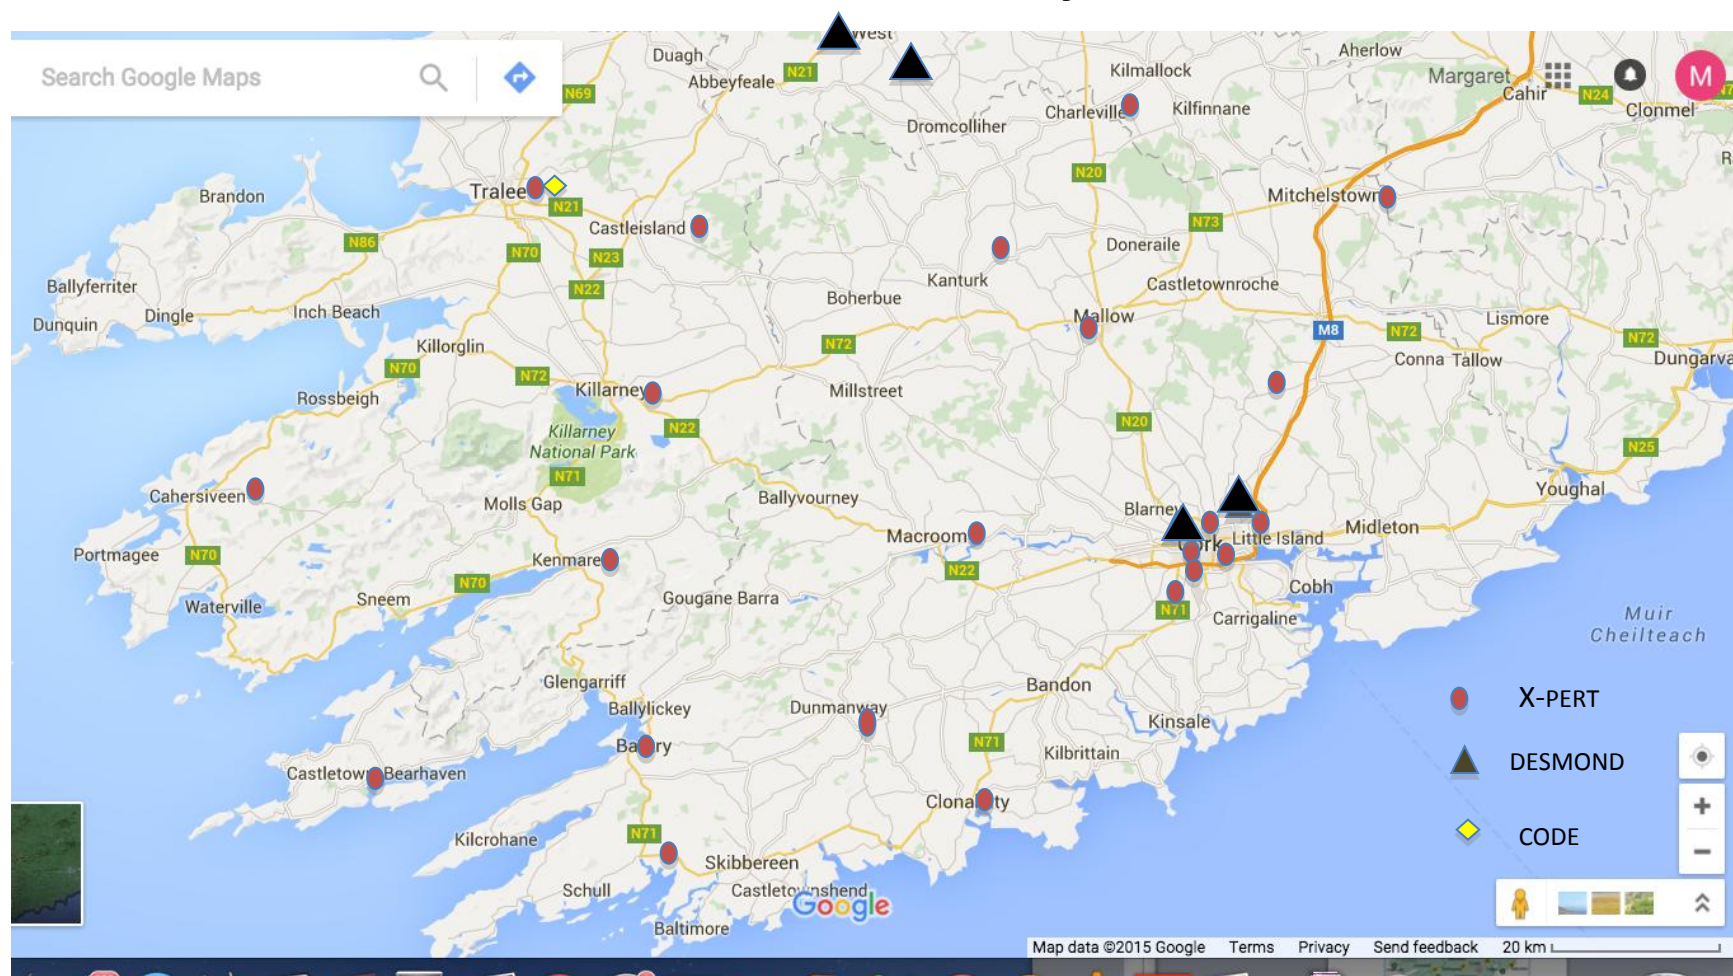 West
Duagh
Aherlow
Search Google Maps
Abbeyfeale
N21
Kilmallock
Margaret
M
N69
Cahir
N24
Clonmel
Charleville
Kilfinnane
Dromcolliher
N20
Brandon
Tralee
Mitchelstown
N21
Castleisland
N73
N86
N70
N23
Doneraile
Kanturk
Ballyferriter
N22
Boherbue
Castletownroche
Dunquin
Dingle
Inch Beach
Mallow
Lismore
M8
N72
N72
Killorglin
N72
Conna
Tallow
Dungarva
N70
N72
Killarney
Millstreet
Rossbeigh
N20
Killarney
N22
National Park
N25
N71
Cahersiveen
Molls Gap
Ballyvourney
Blarney
Youghal
Macroom
Cork
Little Island
Midleton
Portmagee
N70
Kenmare
N22
N70
Cobh
Waterville
Sneem
Gougane Barra
N71
Carrigaline
Muir
Cheilteach
Glengarriff
Bandon
Ballylickey
Dunmanway
Kinsale
X-PERT
Bantry
N71
Kilbrittain
DESMOND
Castletown-Bearhaven
Clonakilty
Kilcrohane
N71
CODE
Skibbereen
Schull
Castletownshend
Google
Baltimore
Map data ©2015 Google
Terms
Privacy
Send feedback
20 km